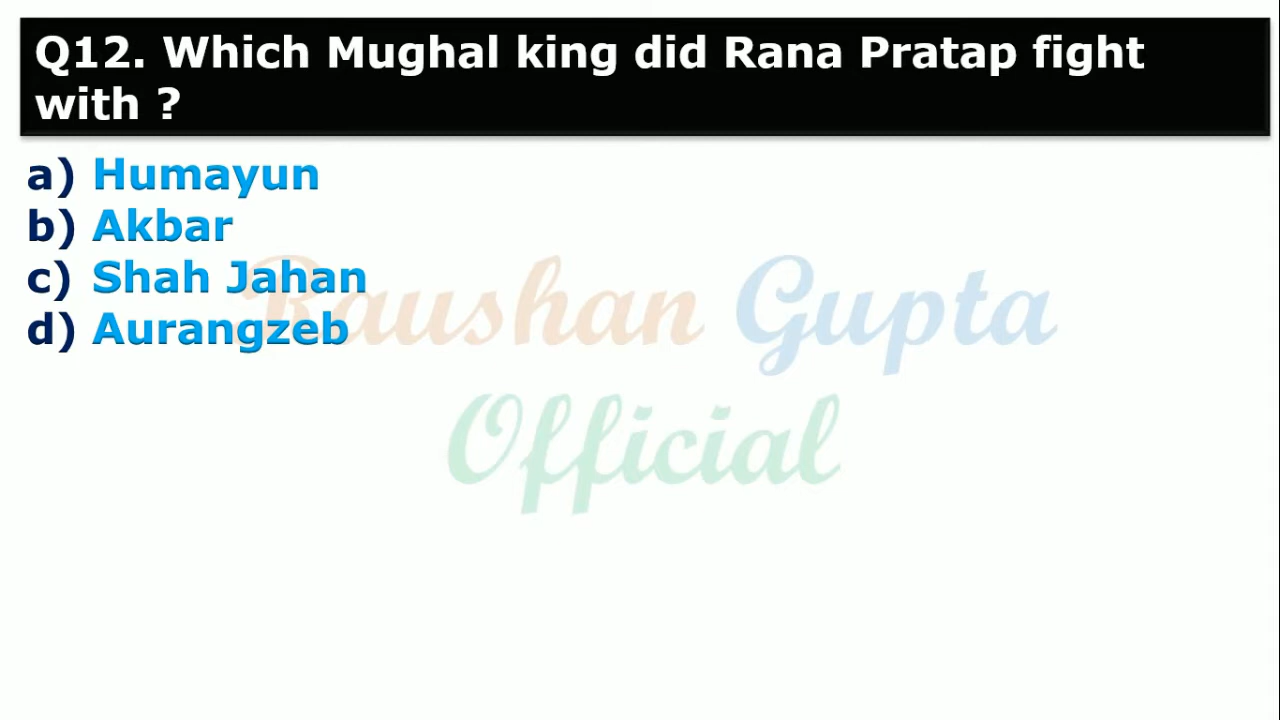 Q12. Which Mughal king did Rana Pratap fight
with ?
a) Humayun
b) Akbar
c) Shah Jahan
d) Aurangzeb
Raushan Gupta
Official